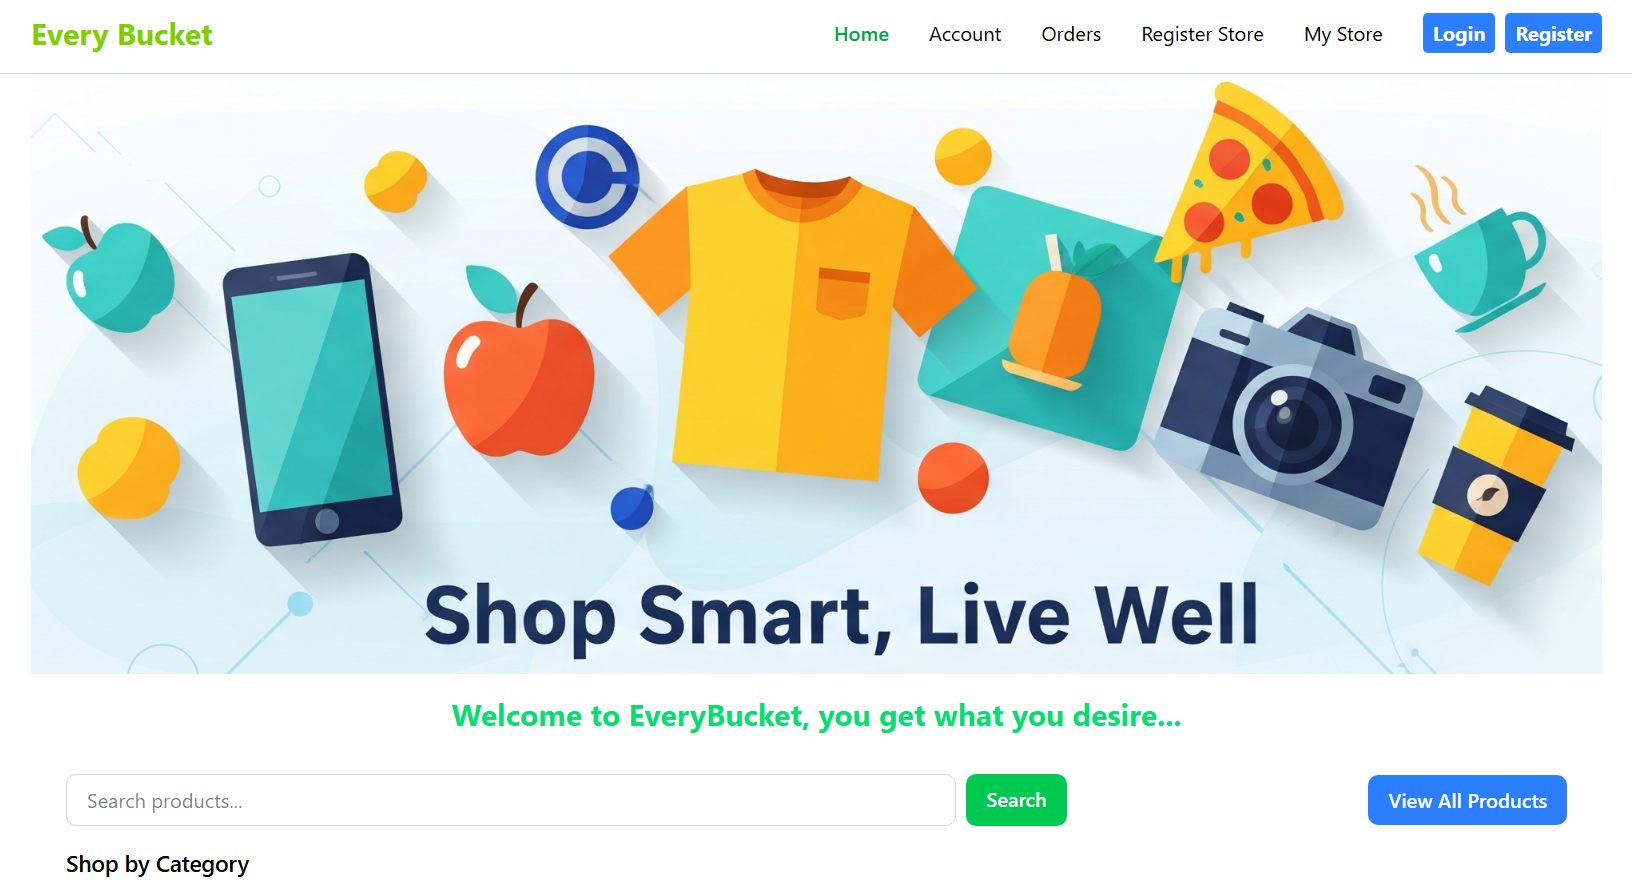 Every Bucket
Home
Account
Orders
Register Store
My Store
Login
Register
Shop Smart, Live Well
Welcome to EveryBucket, you get what you desire...
Search products...
Search
View All Products
Shop by Category